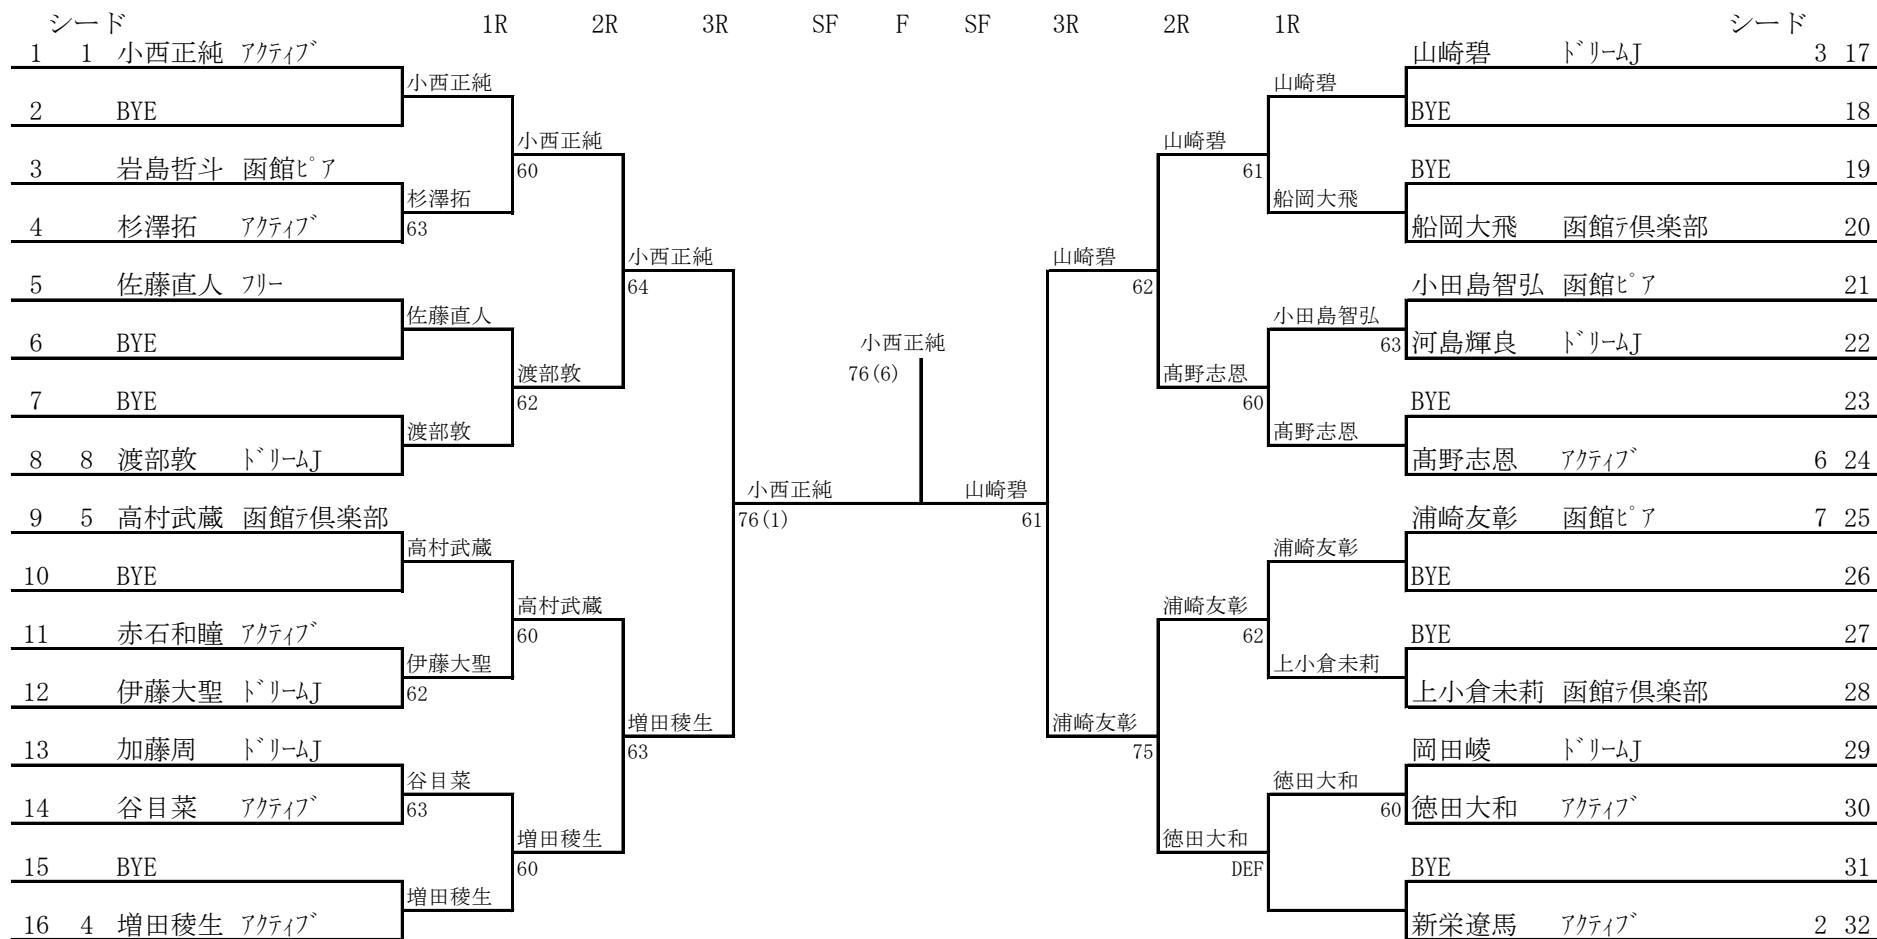 シード 1R 2R 3R SF F SF 3R 2R 1R シード
1 1 小西正純 ｱｸﾃｨﾌﾞ 山崎碧 ﾄﾞﾘｰﾑJ 3 17
小西正純 山崎碧
2 BYE BYE 18
小西正純 山崎碧
3 岩島哲斗 函館ﾋﾟｱ 60 61 BYE 19
杉澤拓 船岡大飛
4 杉澤拓 ｱｸﾃｨﾌﾞ 63 船岡大飛 函館ﾃ倶楽部 20
小西正純 山崎碧
5 佐藤直人 ﾌﾘｰ 64 62 小田島智弘 函館ﾋﾟｱ 21
佐藤直人 小田島智弘
6 BYE 小西正純 63 河島輝良 ﾄﾞﾘｰﾑJ 22
渡部敦 76(6) 髙野志恩
7 BYE 62 60 BYE 23
渡部敦 髙野志恩
8 8 渡部敦 ﾄﾞﾘｰﾑJ 髙野志恩 ｱｸﾃｨﾌﾞ 6 24
小西正純 山崎碧
9 5 高村武蔵 函館ﾃ倶楽部 76(1) 61 浦崎友彰 函館ﾋﾟｱ 7 25
高村武蔵 浦崎友彰
10 BYE BYE 26
高村武蔵 浦崎友彰
11 赤石和瞳 ｱｸﾃｨﾌﾞ 60 62 BYE 27
伊藤大聖 上小倉未莉
12 伊藤大聖 ﾄﾞﾘｰﾑJ 62 上小倉未莉 函館ﾃ倶楽部 28
増田稜生 浦崎友彰
13 加藤周 ﾄﾞﾘｰﾑJ 63 75 岡田崚 ﾄﾞﾘｰﾑJ 29
谷目菜 徳田大和
14 谷目菜 ｱｸﾃｨﾌﾞ 63 60 徳田大和 ｱｸﾃｨﾌﾞ 30
増田稜生 徳田大和
15 BYE 60 DEF BYE 31
増田稜生
16 4 増田稜生 ｱｸﾃｨﾌﾞ 新栄遼馬 ｱｸﾃｨﾌﾞ 2 32